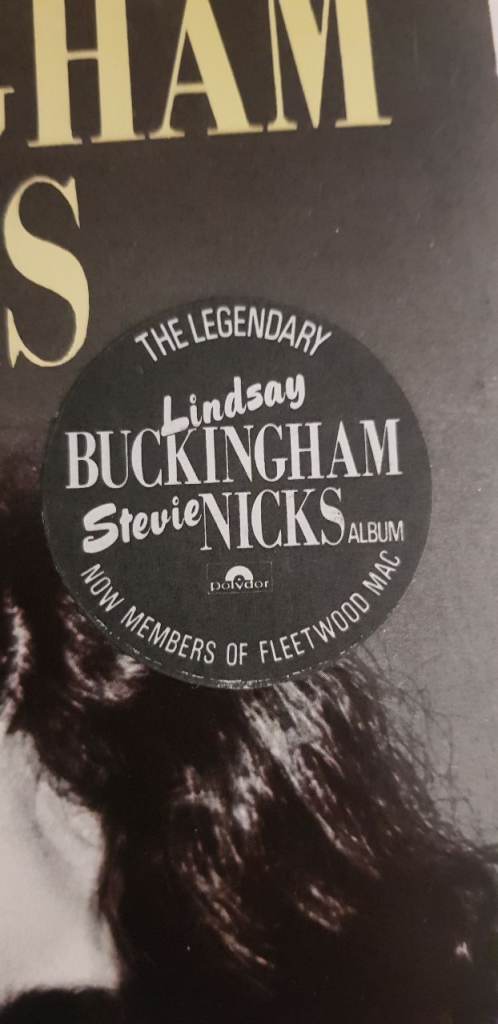 GHAM
S
THE LEGENDARY
Lindsay
BUCKINGHAM
Stevie NICKS ALBUM
polydor
NOW MEMBERS OF FLEETWOOD MAC